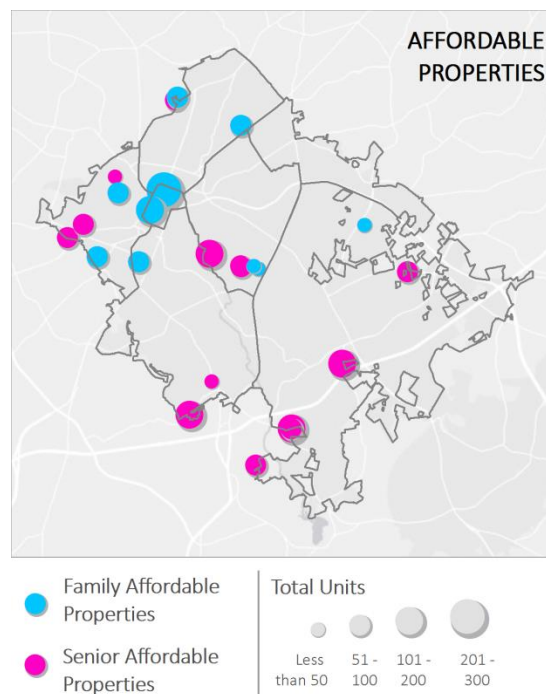 AFFORDABLE
PROPERTIES
Family Affordable
Properties
Senior Affordable
Properties
Total Units
Less
than 50
51 -
100
101 -
200
201 -
300